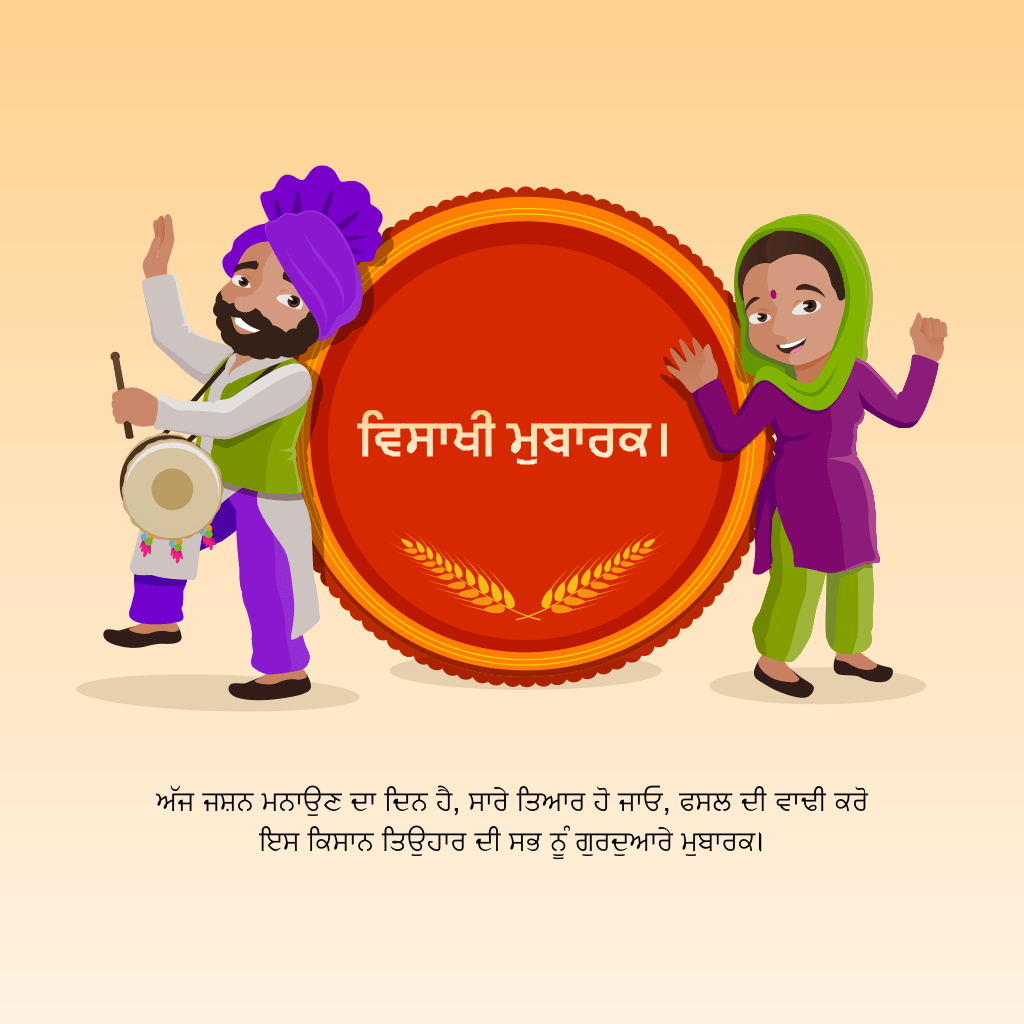 ਵਿਸਾਖੀ ਮੁਬਾਰਕ।
ਅੱਜ ਜਸ਼ਨ ਮਨਾਉਣ ਦਾ ਦਿਨ ਹੈ, ਸਾਰੇ ਤਿਆਰ ਹੋ ਜਾਓ, ਫਸਲ ਦੀ ਵਾਢੀ ਕਰੋ
ਇਸ ਕਿਸਾਨ ਤਿਉਹਾਰ ਦੀ ਸਭ ਨੂੰ ਗੁਰਦੁਆਰੇ ਮੁਬਾਰਕ।